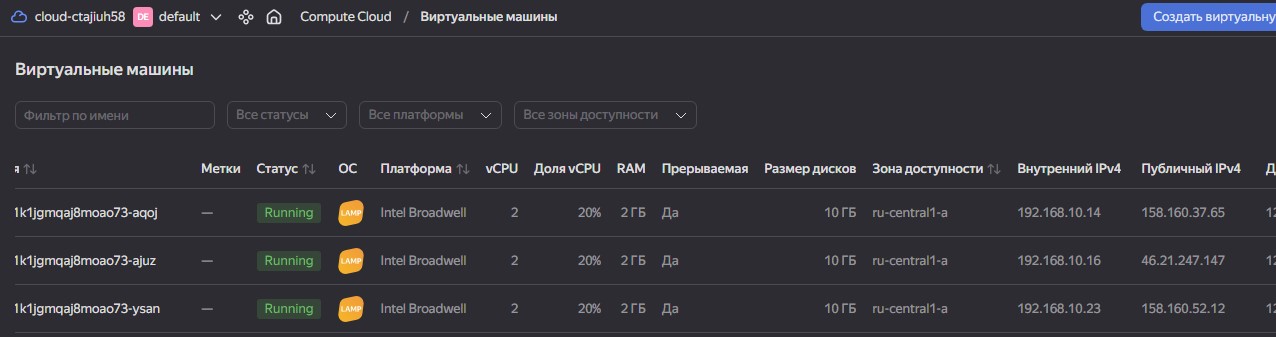 cloud-ctajiuh58 DE default Compute Cloud / Виртуальные машины Создать виртуальну
Виртуальные машины
Фильтр по имени Все статусы Все платформы Все зоны доступности
я Метки Статус ОС Платформа vCPU Доля vCPU RAM Прерываемая Размер дисков Зона доступности Внутренний IPv4 Публичный IPv4 Д
1k1jgmqaj8moao73-aqoj — Running LAMP Intel Broadwell 2 20% 2 ГБ Да 10 ГБ ru-central1-a 192.168.10.14 158.160.37.65 12
1k1jgmqaj8moao73-ajuz — Running LAMP Intel Broadwell 2 20% 2 ГБ Да 10 ГБ ru-central1-a 192.168.10.16 46.21.247.147 12
1k1jgmqaj8moao73-ysan — Running LAMP Intel Broadwell 2 20% 2 ГБ Да 10 ГБ ru-central1-a 192.168.10.23 158.160.52.12 12